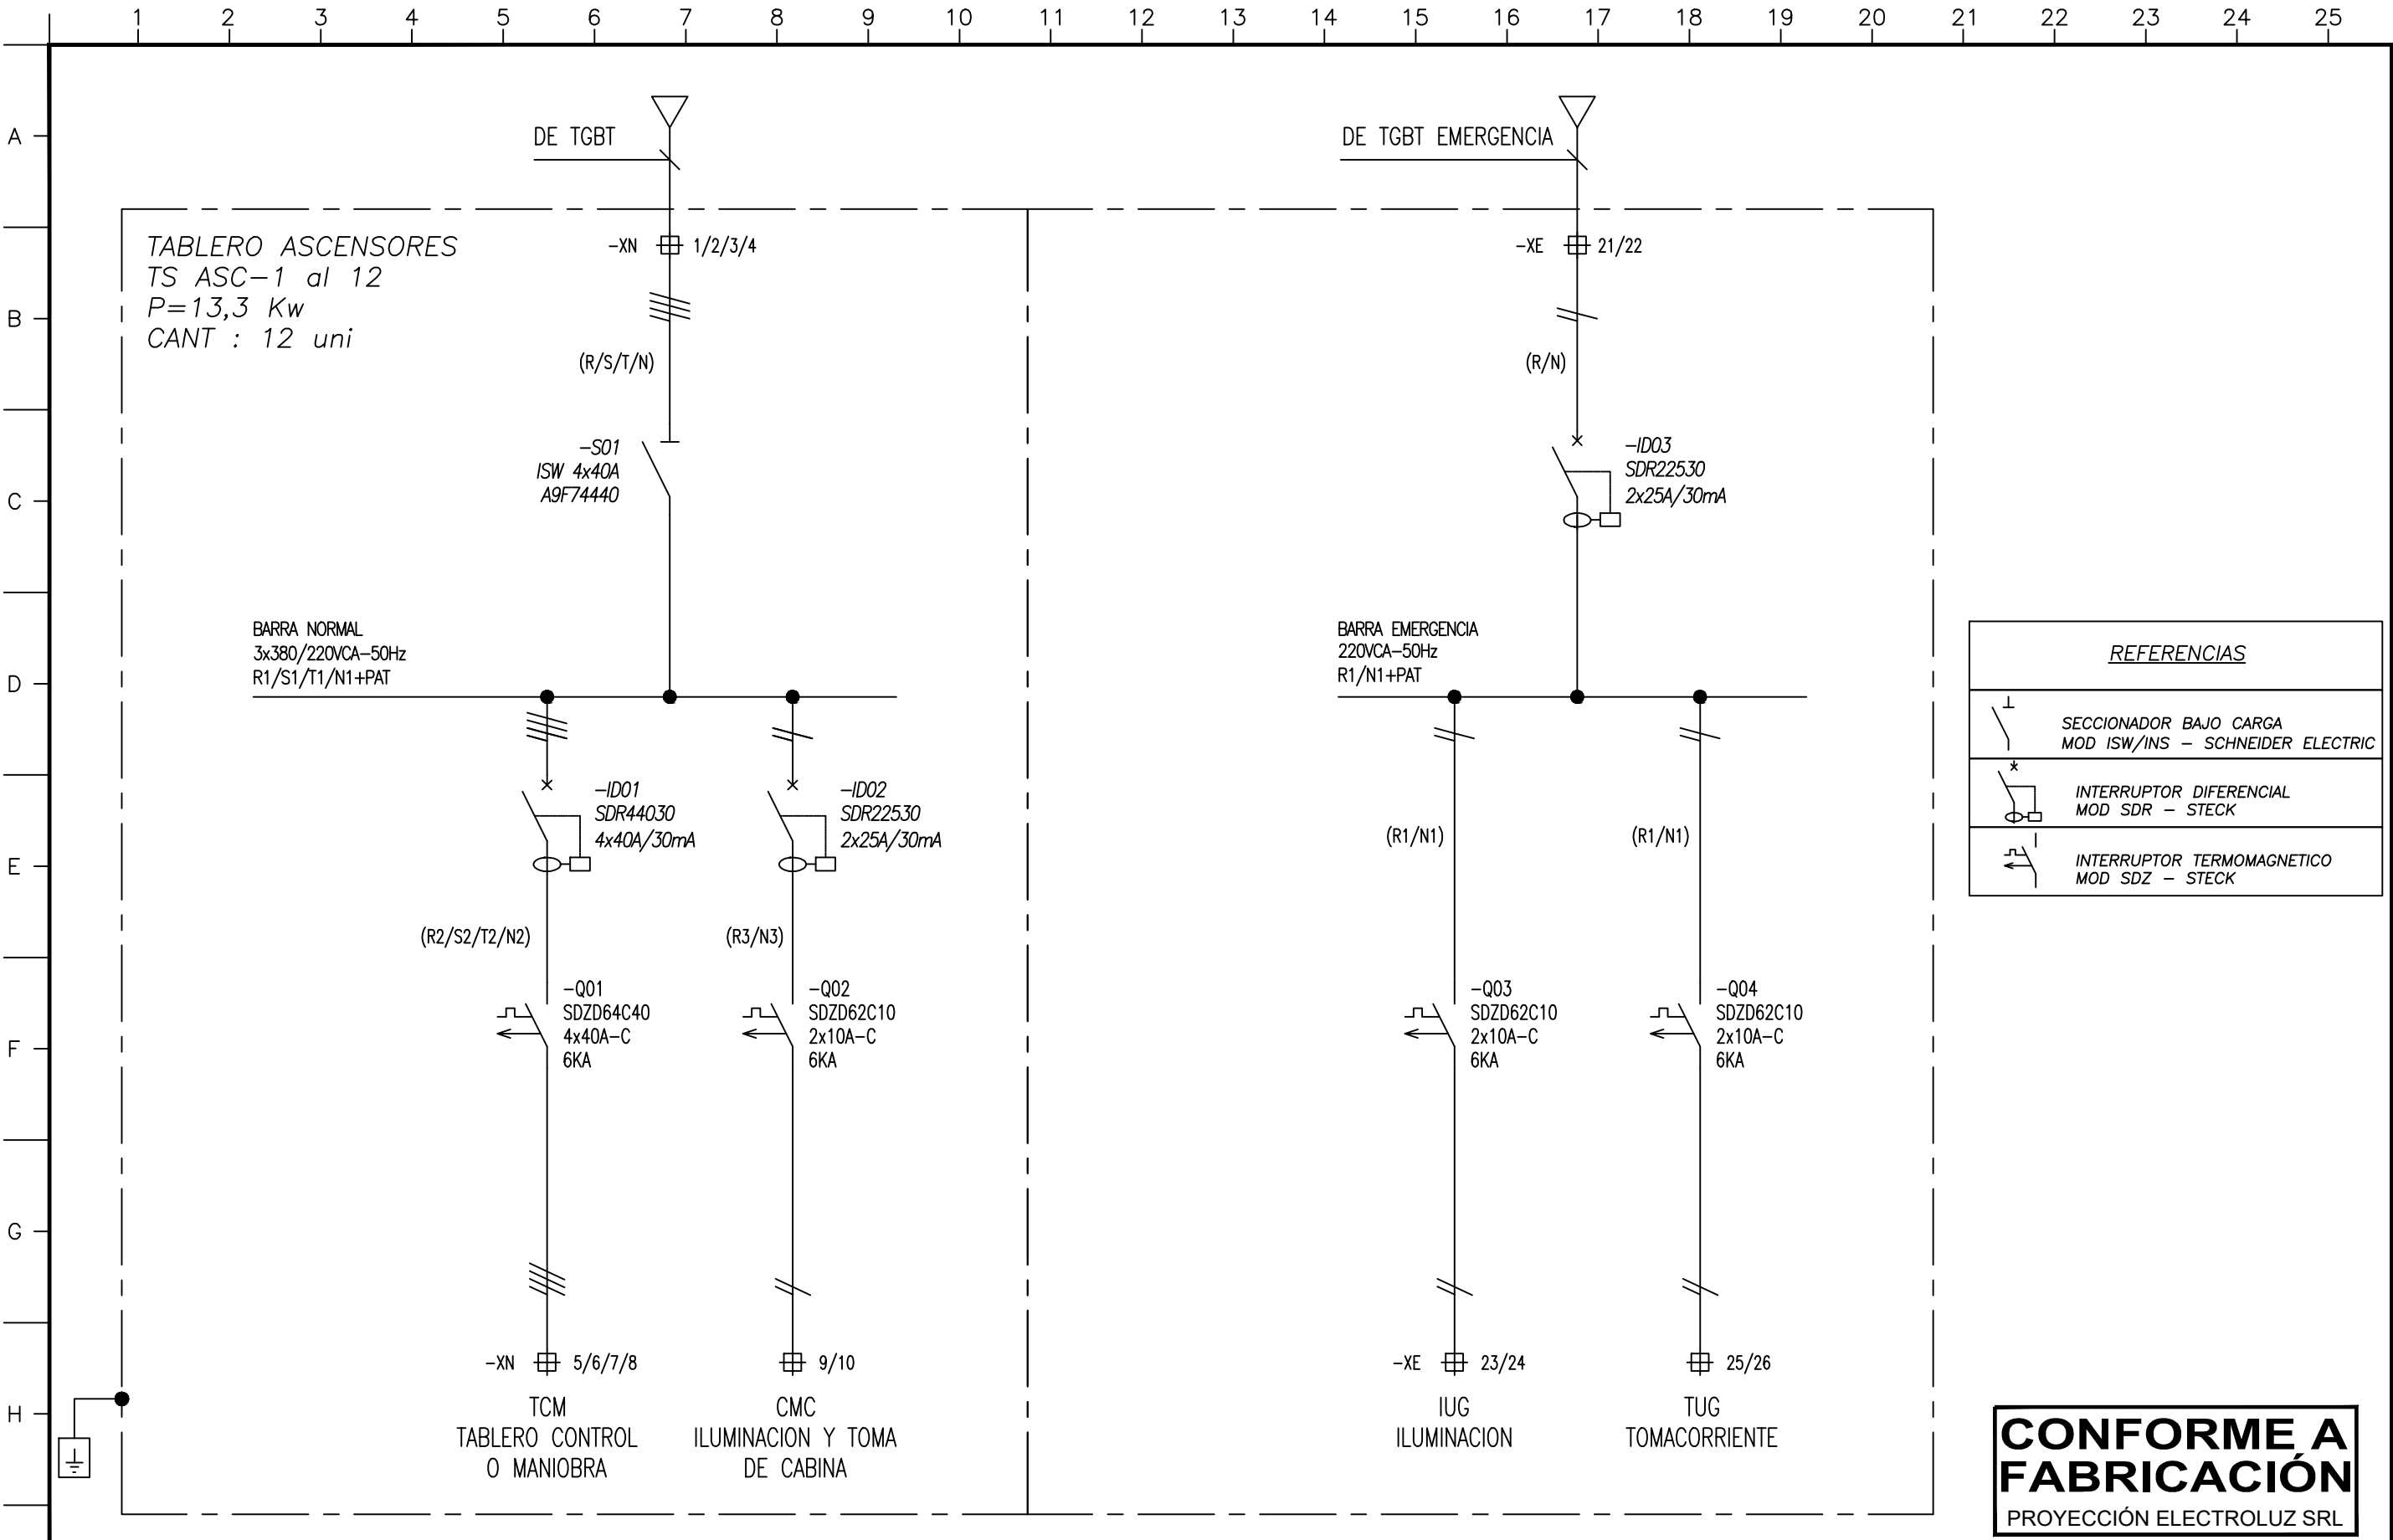 1 2 3 4 5 6 7 8 9 10 11 12 13 14 15 16 17 18 19 20 21 22 23 24 25
A
B
C
D
E
F
G
H
DE TGBT
DE TGBT EMERGENCIA
TABLERO ASCENSORES
TS ASC-1 al 12
P=13,3 Kw
CANT : 12 uni
-XN 1/2/3/4
(R/S/T/N)
-S01
ISW 4x40A
A9F74440
BARRA NORMAL
3x380/220VCA-50Hz
R1/S1/T1/N1+PAT
-ID01
SDR44030
4x40A/30mA
-ID02
SDR22530
2x25A/30mA
(R2/S2/T2/N2)
(R3/N3)
-Q01
SDZD64C40
4x40A-C
6KA
-Q02
SDZD62C10
2x10A-C
6KA
-XN 5/6/7/8
9/10
TCM
TABLERO CONTROL
O MANIOBRA
CMC
ILUMINACION Y TOMA
DE CABINA
-XE 21/22
(R/N)
-ID03
SDR22530
2x25A/30mA
BARRA EMERGENCIA
220VCA-50Hz
R1/N1+PAT
(R1/N1)
(R1/N1)
-Q03
SDZD62C10
2x10A-C
6KA
-Q04
SDZD62C10
2x10A-C
6KA
-XE 23/24
25/26
IUG
ILUMINACION
TUG
TOMACORRIENTE
REFERENCIAS
SECCIONADOR BAJO CARGA
MOD ISW/INS - SCHNEIDER ELECTRIC
INTERRUPTOR DIFERENCIAL
MOD SDR - STECK
INTERRUPTOR TERMOMAGNETICO
MOD SDZ - STECK
CONFORME A
FABRICACIÓN
PROYECCIÓN ELECTROLUZ SRL